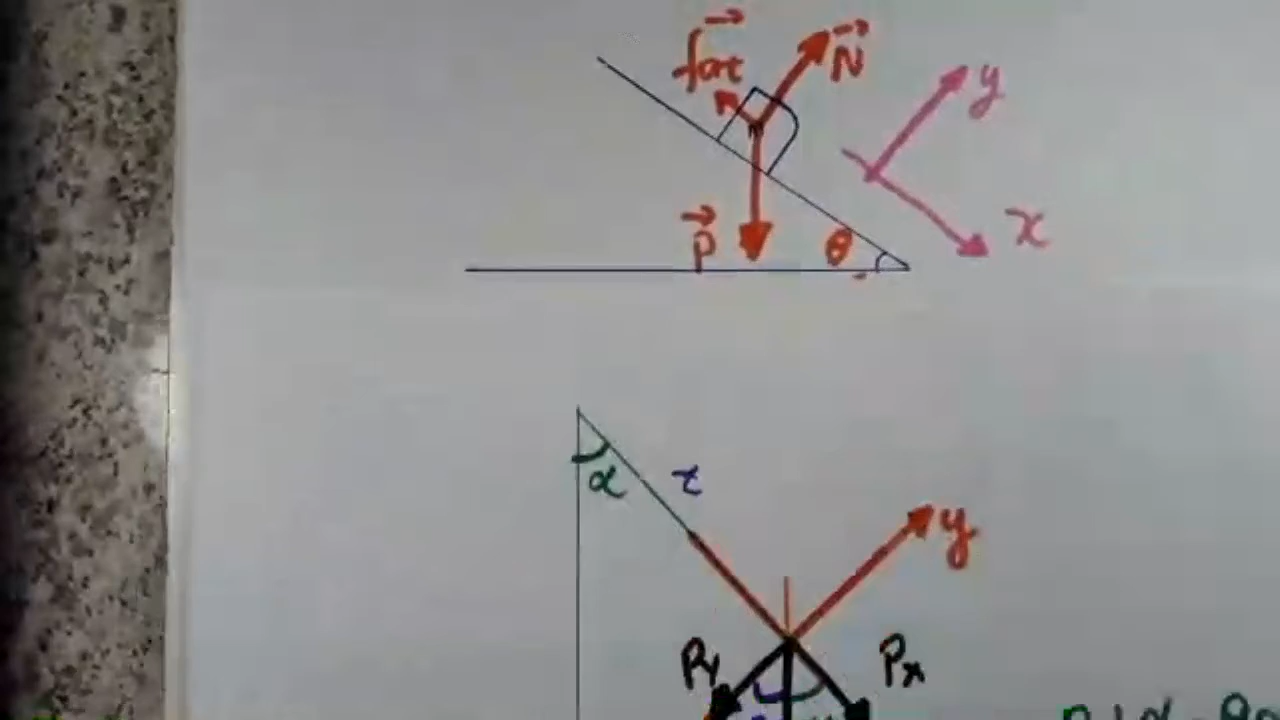 fat N
y
P θ x
α z
y
Py Px